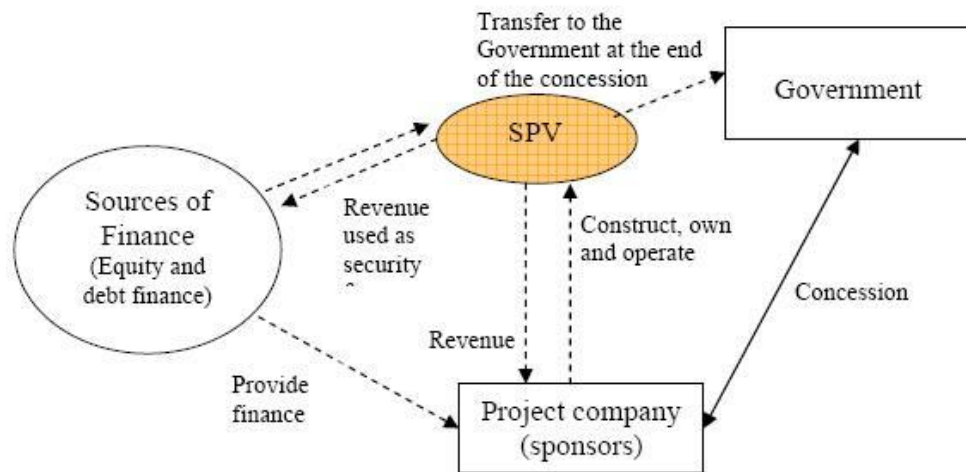 Transfer to the
Government at the end
of the concession
Government
SPV
Sources of
Finance
(Equity and
debt finance)
Revenue
used as
security
Construct, own
and operate
Concession
Revenue
Provide
finance
Project company
(sponsors)